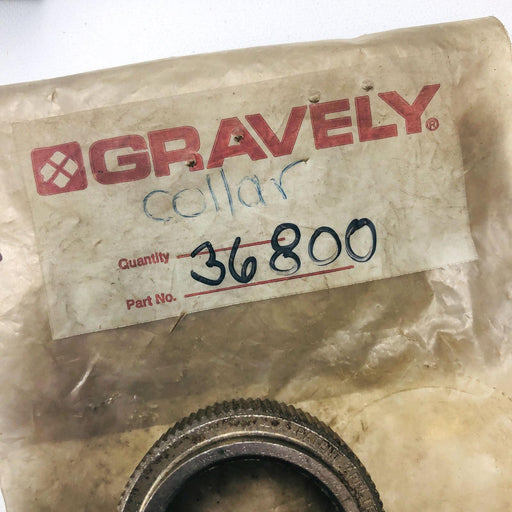 GRAVELY®
collar
Quantity
Part No. 36800